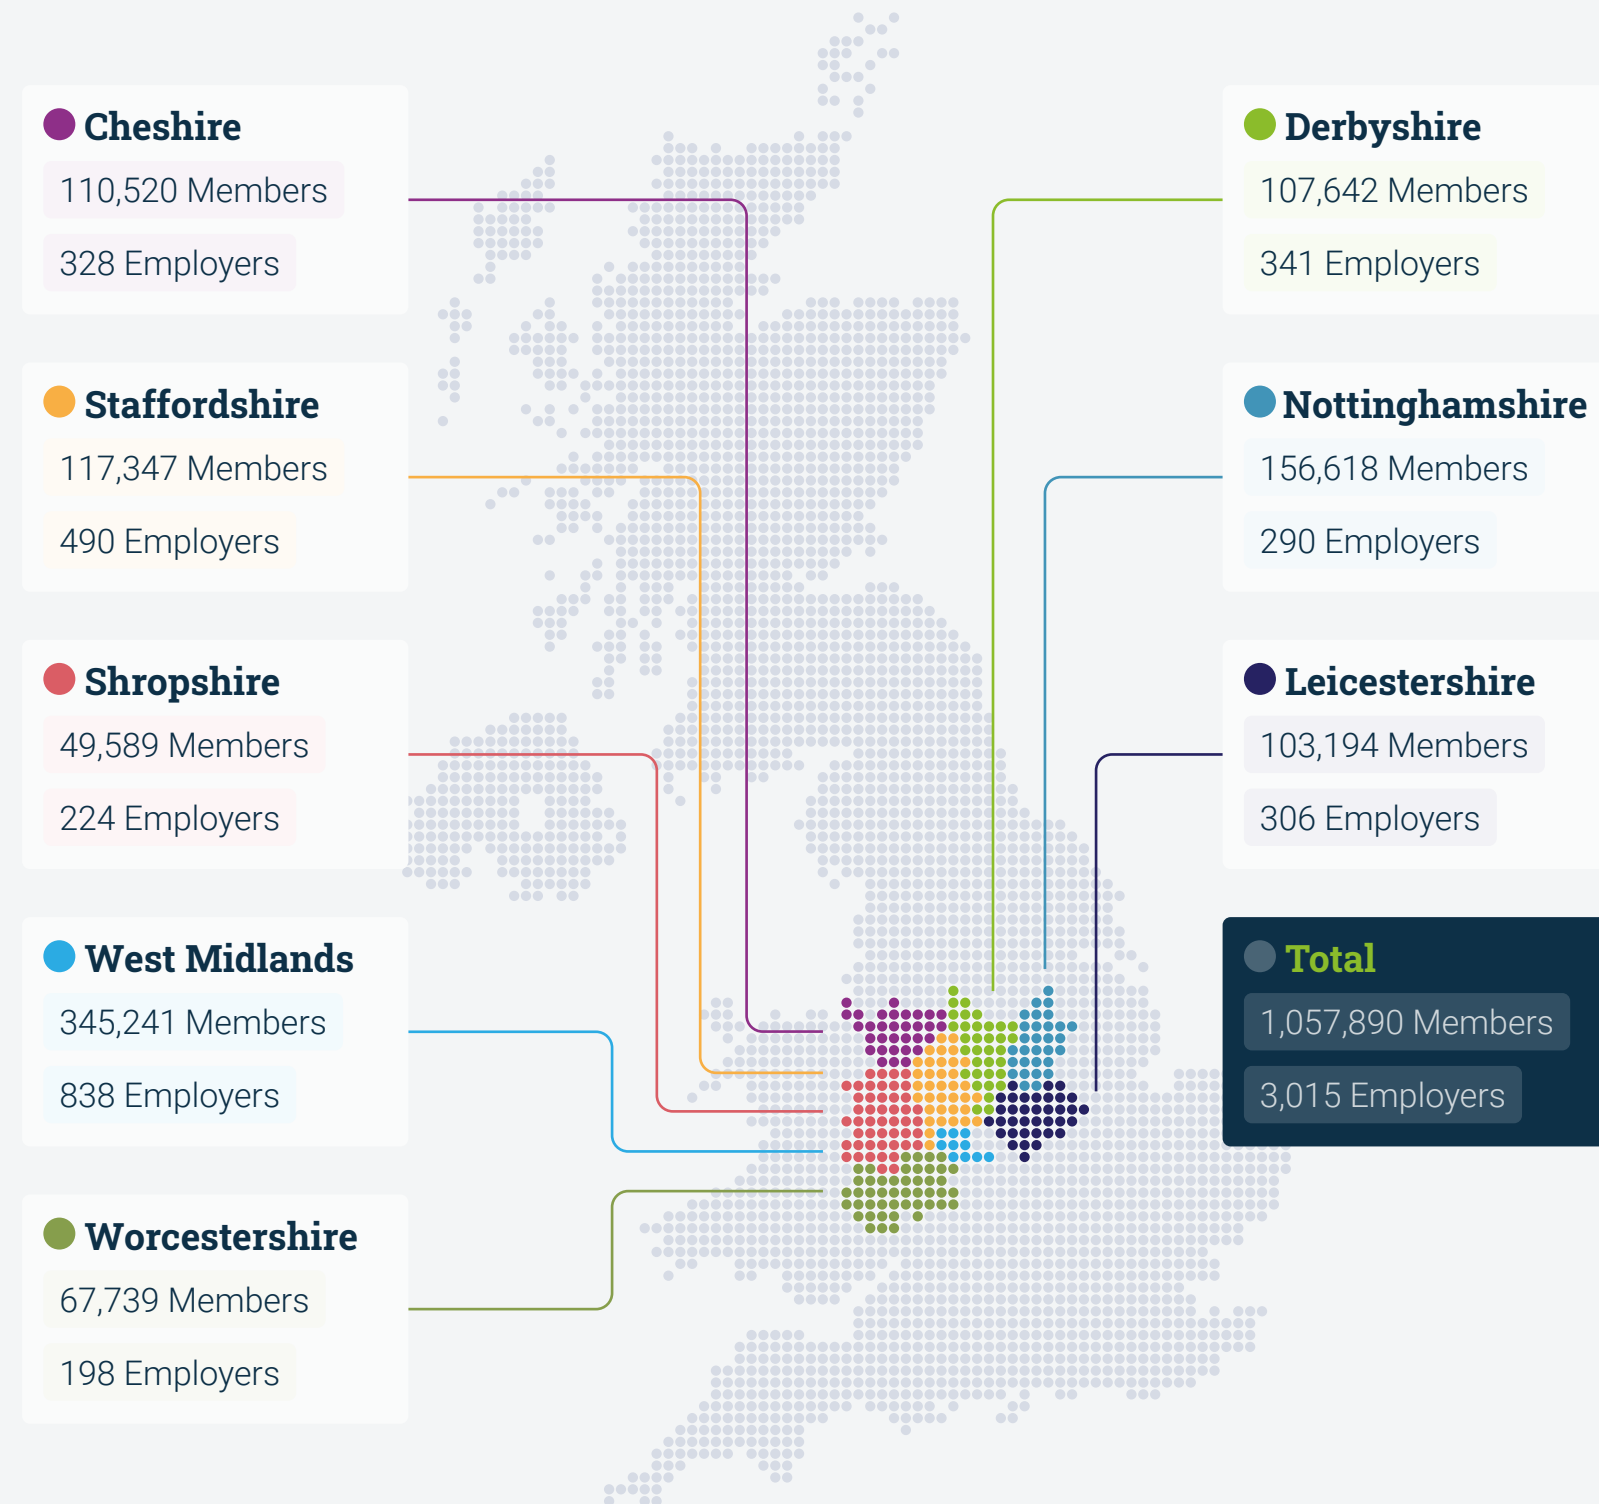 Cheshire
110,520 Members
328 Employers
Staffordshire
117,347 Members
490 Employers
Shropshire
49,589 Members
224 Employers
West Midlands
345,241 Members
838 Employers
Worcestershire
67,739 Members
198 Employers
Derbyshire
107,642 Members
341 Employers
Nottinghamshire
156,618 Members
290 Employers
Leicestershire
103,194 Members
306 Employers
Total
1,057,890 Members
3,015 Employers